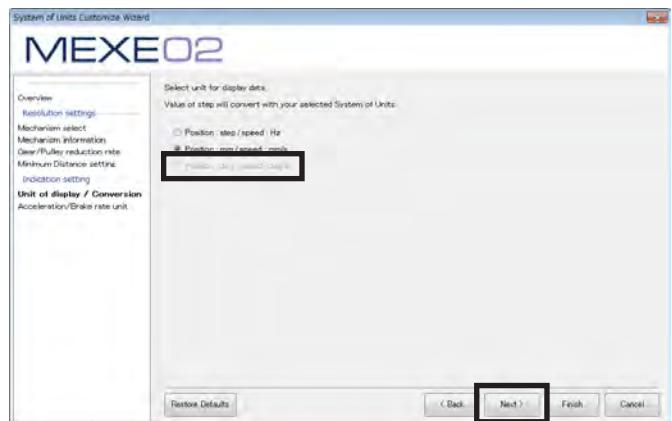 System of Units Customize Wizard
MEXE02
Overview
Resolution settings
Mechanism select
Mechanism information
Gear/Pulley reduction rate
Minimum Distance setting
Indication setting
Unit of display / Conversion
Acceleration/Brake rate unit
Select unit for display data.
Value of step will convert with your selected System of Units.
Position : step / speed : Hz
Position : mm / speed : mm/s
Restore Defaults
< Back
Next >
Finish
Cancel